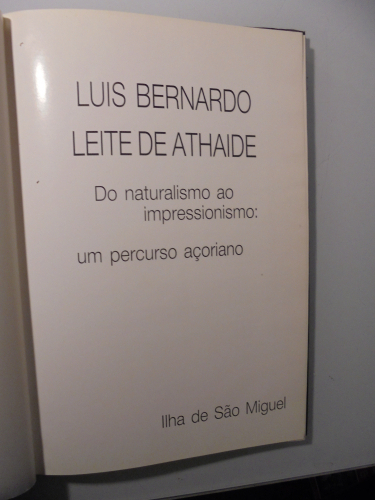 LUIS BERNARDO
LEITE DE ATHAIDE
Do naturalismo ao
impressionismo:
um percurso açoriano
Ilha de São Miguel